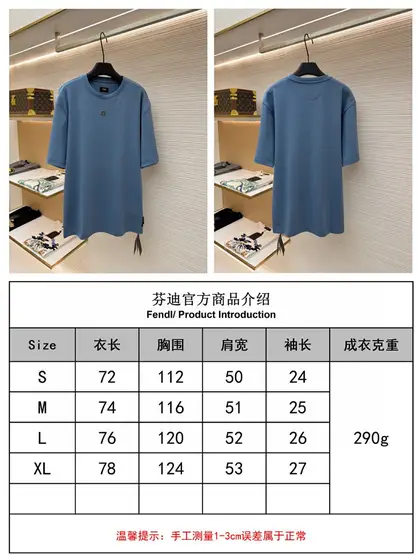 芬迪官方商品介绍
Fendi/ Product Introduction
Size 衣长 胸围 肩宽 袖长 成衣克重
S 72 112 50 24 290g
M 74 116 51 25
L 76 120 52 26
XL 78 124 53 27
温馨提示：手工测量1-3cm误差属于正常